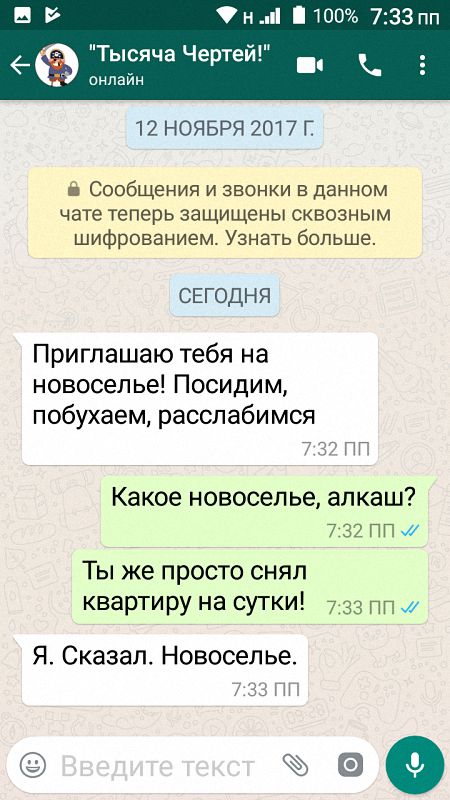 н 100% 7:33 пп
"Тысяча Чертей!"
онлайн
12 НОЯБРЯ 2017 Г.
Сообщения и звонки в данном
чате теперь защищены сквозным
шифрованием. Узнать больше.
СЕГОДНЯ
Приглашаю тебя на
новоселье! Посидим,
побухаем, расслабимся
7:32 ПП
Какое новоселье, алкаш?
7:32 ПП
Ты же просто снял
квартиру на сутки!
7:33 ПП
Я. Сказал. Новоселье.
7:33 ПП
Введите текст